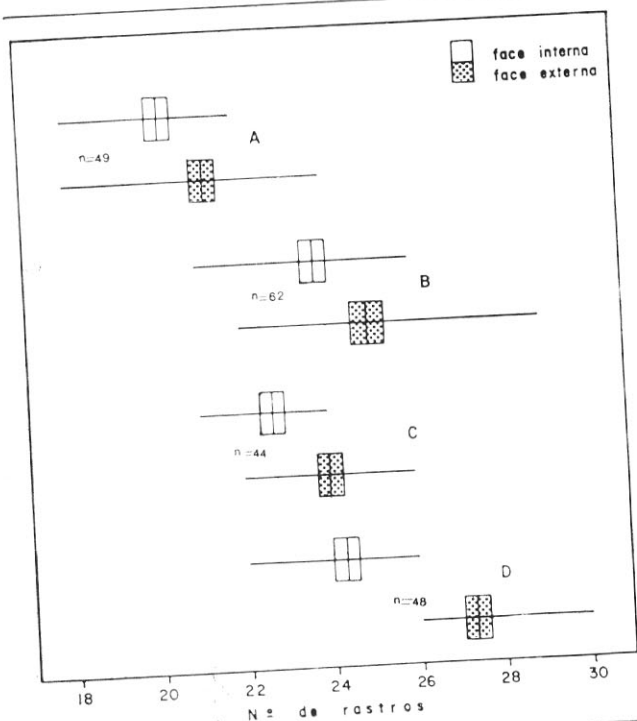 face interna
face externa
A
n=49
B
n=62
C
n=44
D
n=48
18 20 22 24 26 28 30
Nº de rastros